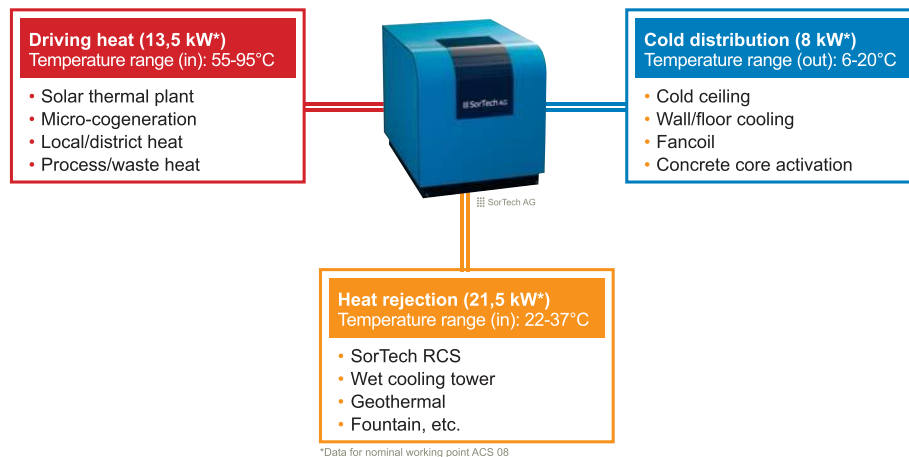 Driving heat (13,5 kW*)
Temperature range (in): 55-95°C
• Solar thermal plant
• Micro-cogeneration
• Local/district heat
• Process/waste heat
SorTech AG
SorTech AG
Cold distribution (8 kW*)
Temperature range (out): 6-20°C
• Cold ceiling
• Wall/floor cooling
• Fancoil
• Concrete core activation
Heat rejection (21,5 kW*)
Temperature range (in): 22-37°C
• SorTech RCS
• Wet cooling tower
• Geothermal
• Fountain, etc.
*Data for nominal working point ACS 08